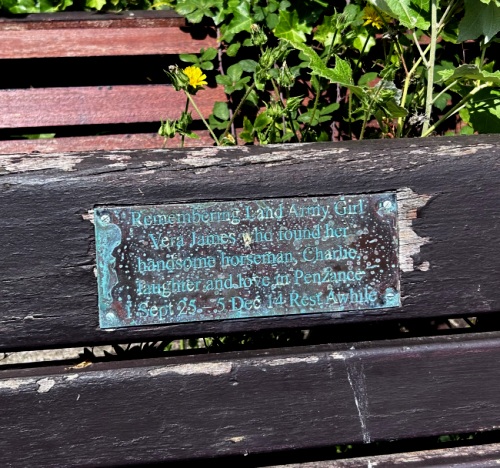 Remembering Land Army Girl
Vera James who found her
handsome horseman, Charlie,
laughter and love in Penzance
1 Sept 25 - 5 Dec 14 Rest Awhile